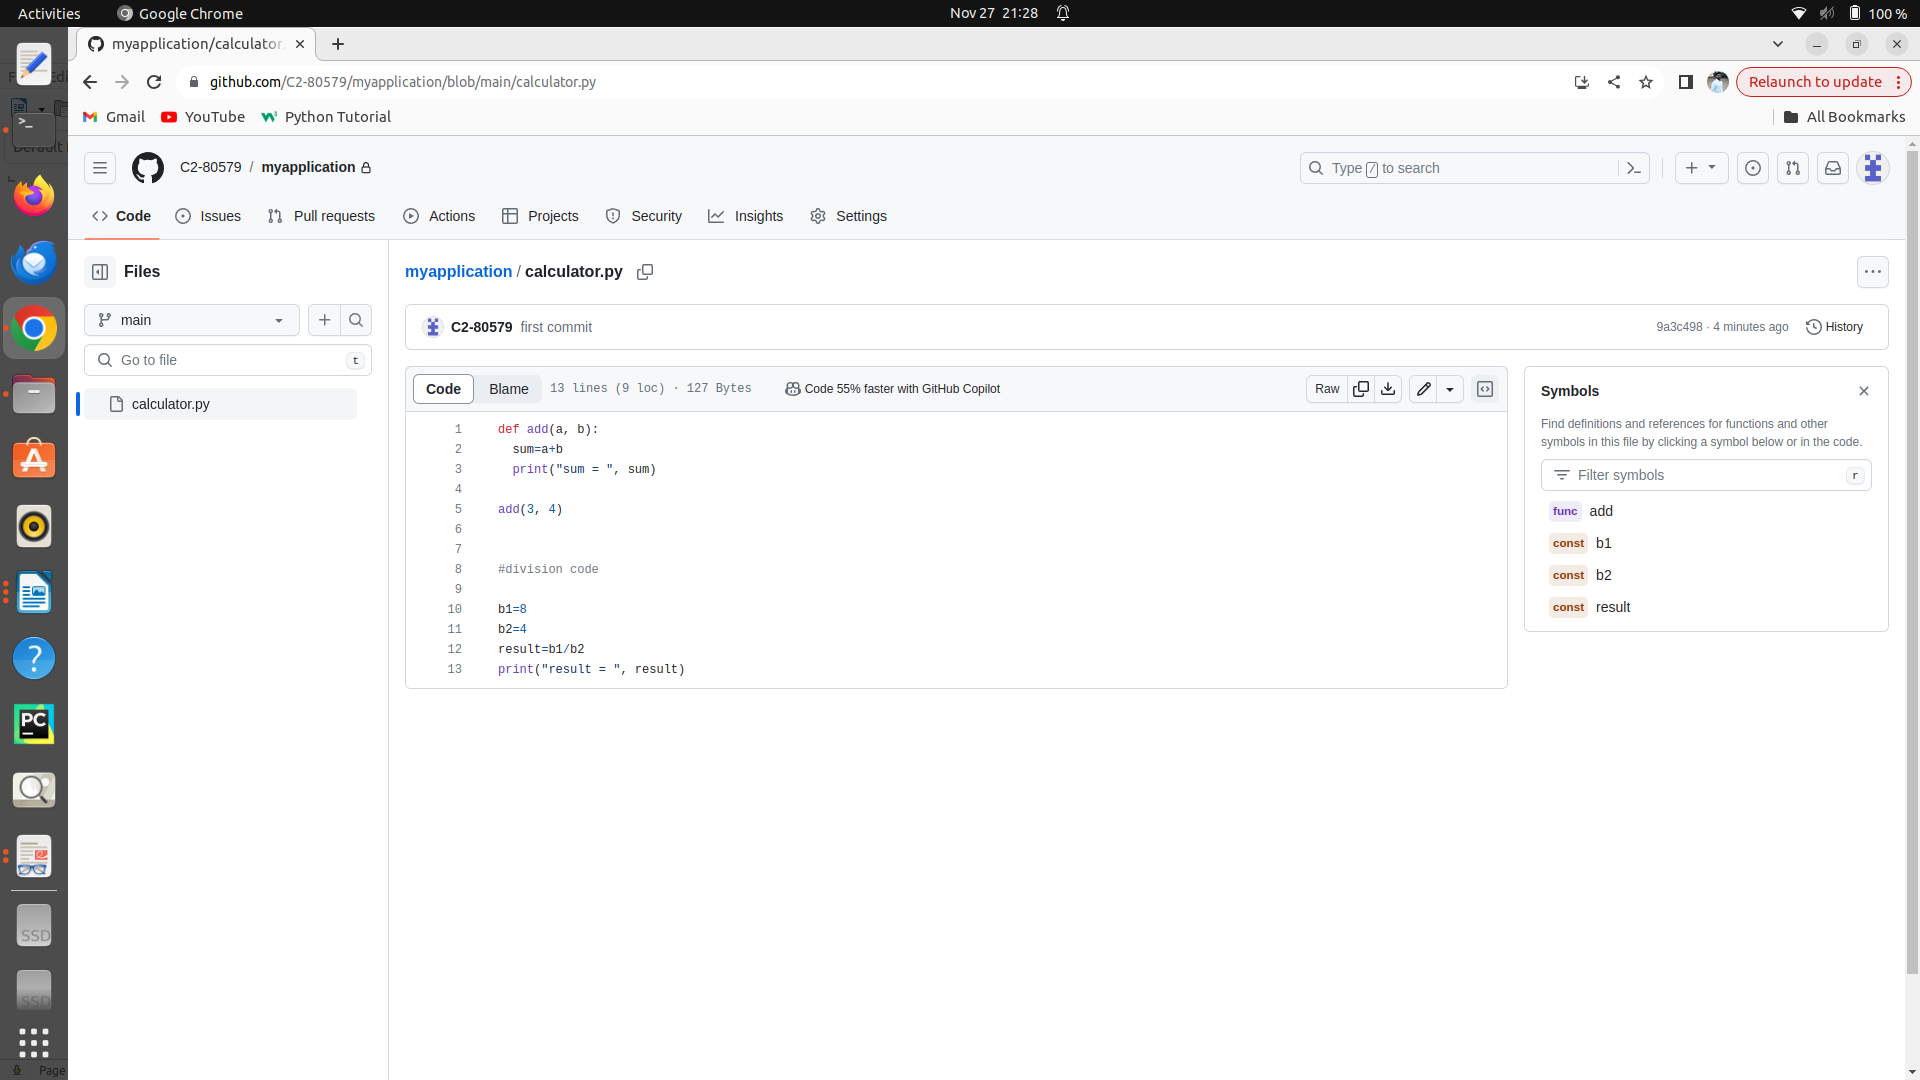 Activities
Google Chrome
Nov 27 21:28
100 %
myapplication/calculator.
github.com/C2-80579/myapplication/blob/main/calculator.py
Relaunch to update
Gmail
YouTube
Python Tutorial
All Bookmarks
C2-80579 / myapplication
Type / to search
Code
Issues
Pull requests
Actions
Projects
Security
Insights
Settings
Files
main
Go to file
t
calculator.py
myapplication / calculator.py
C2-80579 first commit
9a3c498 · 4 minutes ago
History
Code
Blame
13 lines (9 loc) · 127 Bytes
Code 55% faster with GitHub Copilot
Raw
1 def add(a, b):
2 sum=a+b
3 print("sum = ", sum)
4
5 add(3, 4)
6
7
8 #division code
9
10 b1=8
11 b2=4
12 result=b1/b2
13 print("result = ", result)
Symbols
Find definitions and references for functions and other
symbols in this file by clicking a symbol below or in the code.
Filter symbols
r
func add
const b1
const b2
const result
PC
SSD
SSD
Page